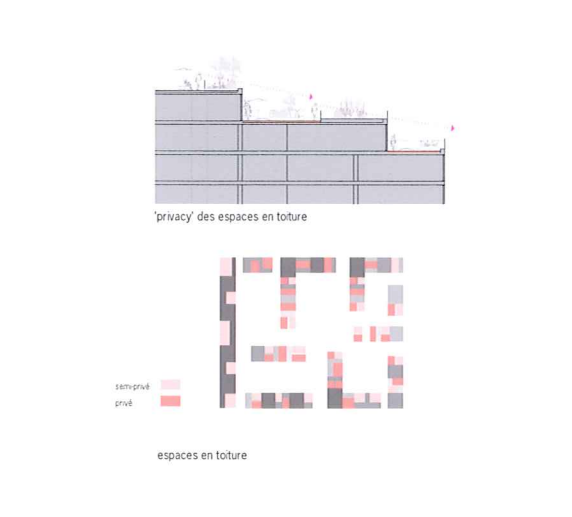 'privacy' des espaces en toiture
semi-privé
privé
espaces en toiture